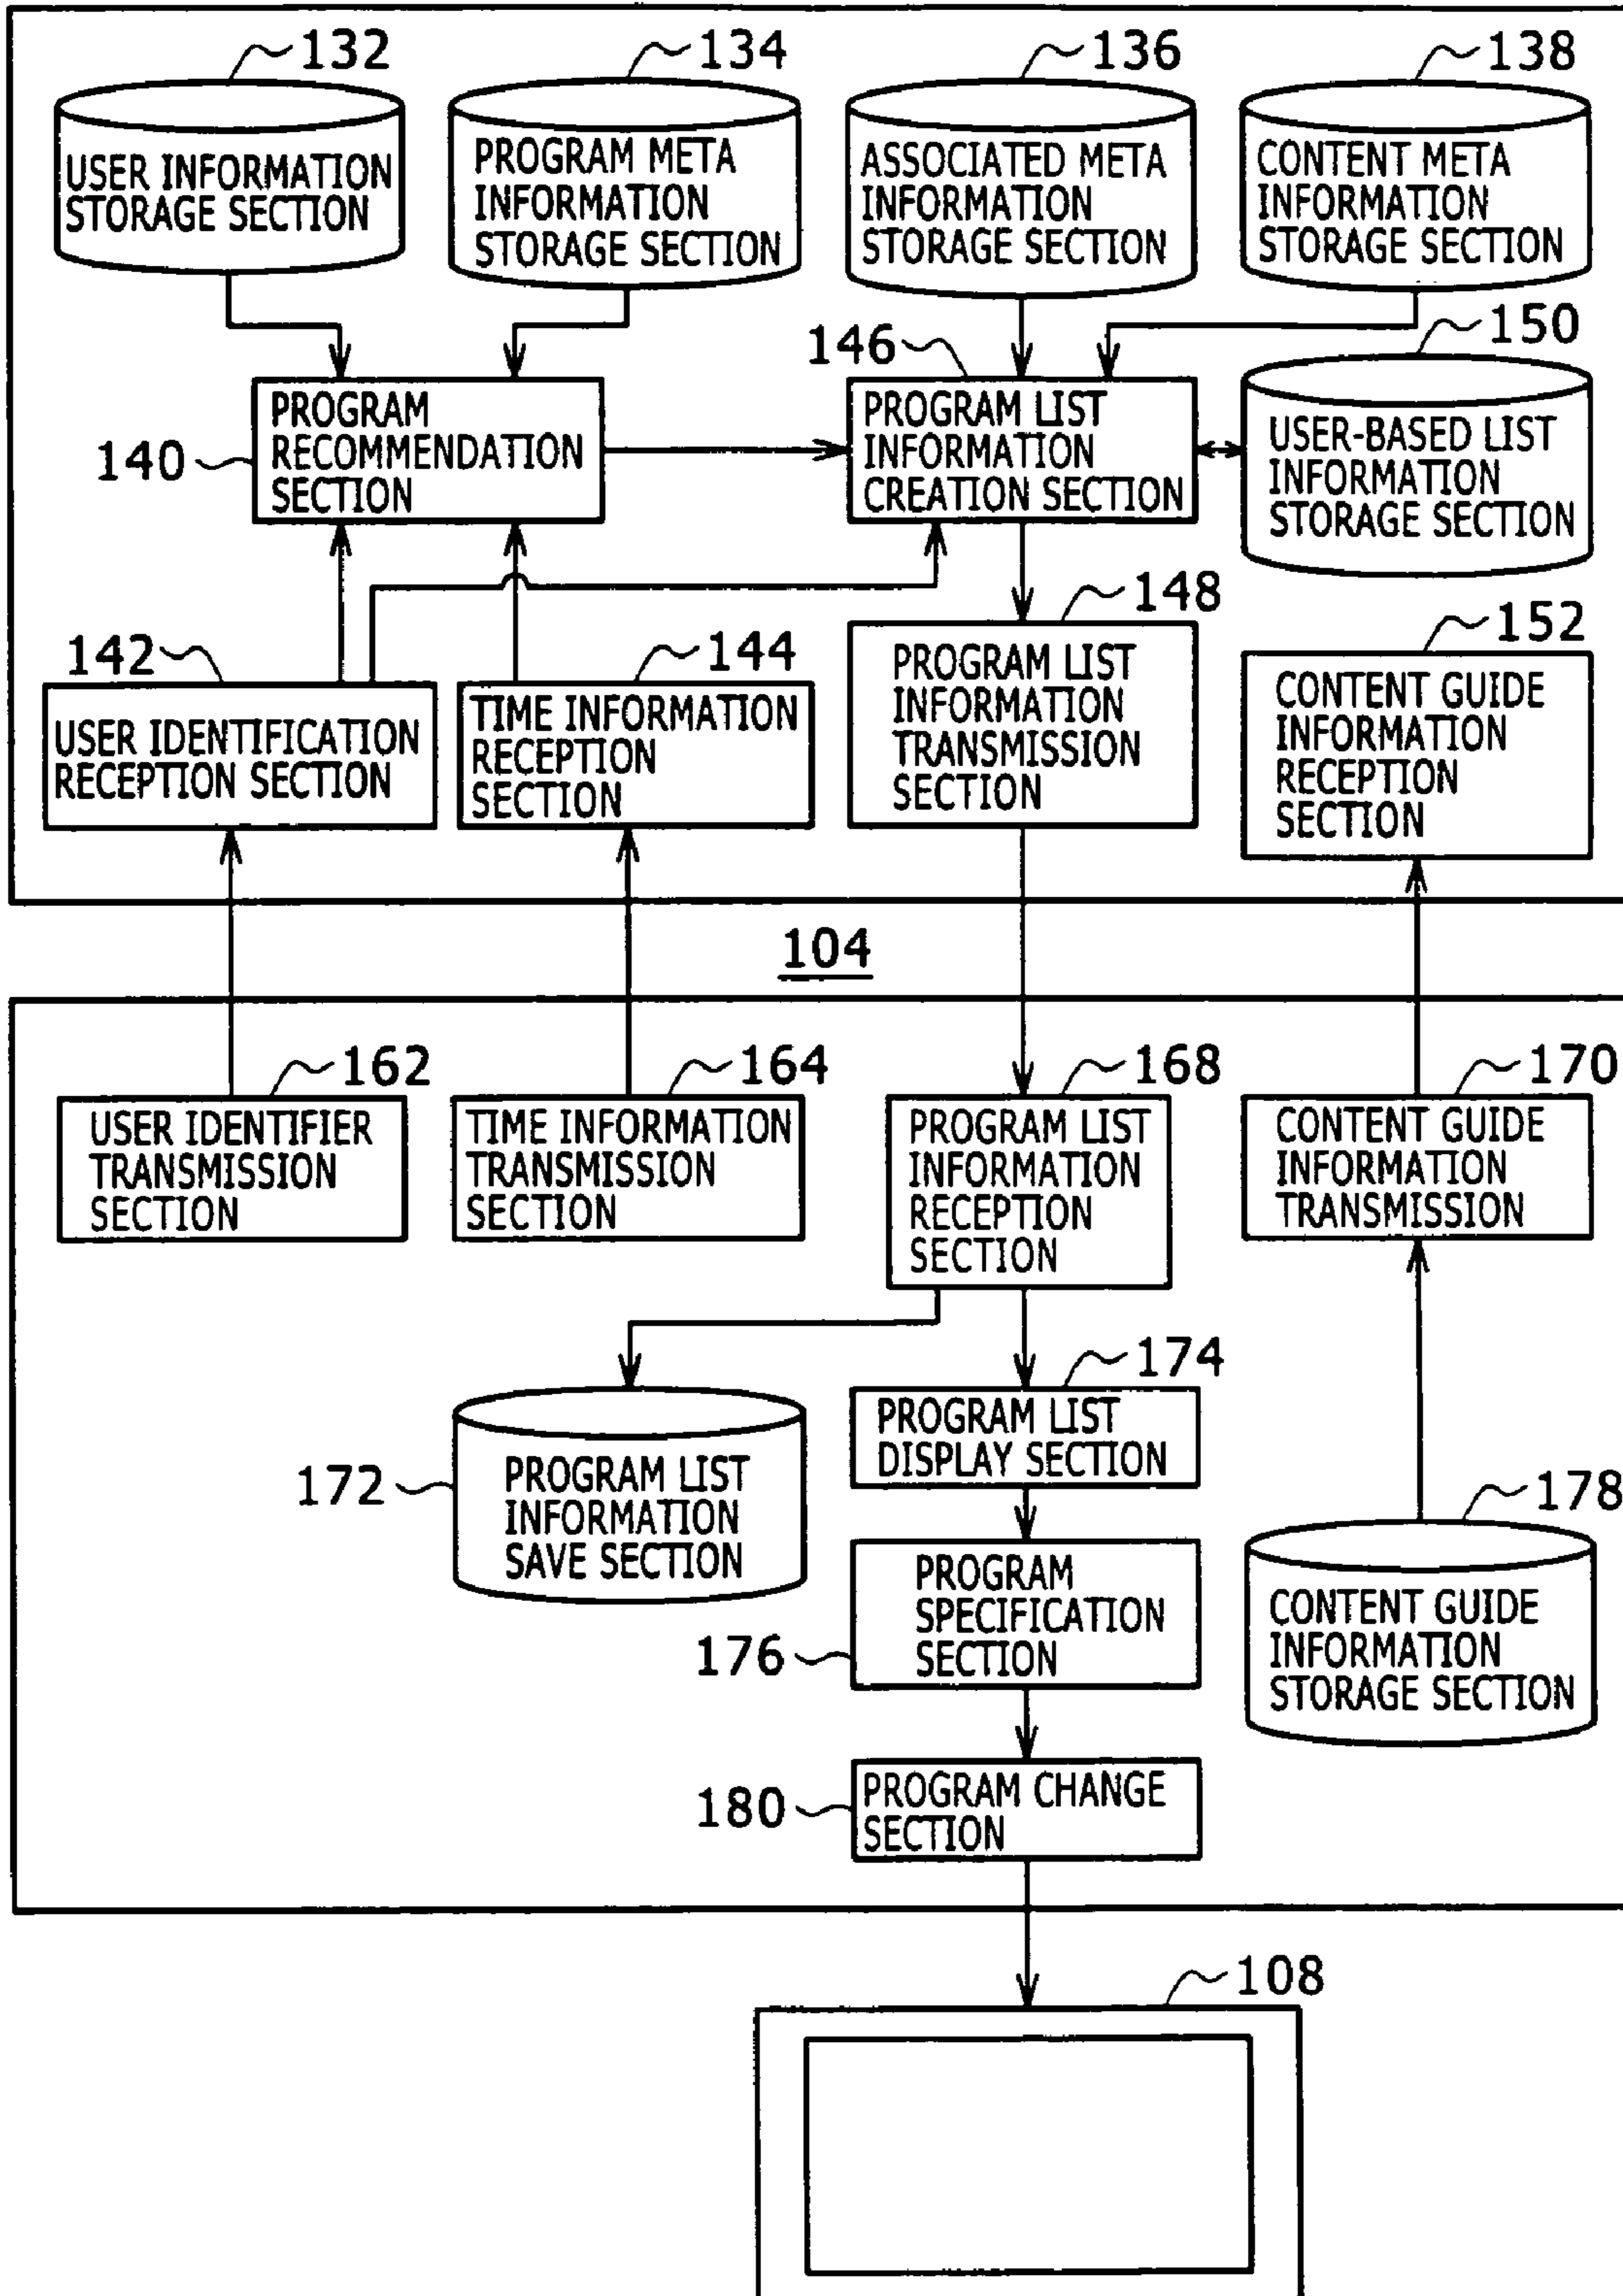 132
134
136
138
USER INFORMATION
STORAGE SECTION
PROGRAM META
INFORMATION
STORAGE SECTION
ASSOCIATED META
INFORMATION
STORAGE SECTION
CONTENT META
INFORMATION
STORAGE SECTION
146
150
140
PROGRAM
RECOMMENDATION
SECTION
PROGRAM LIST
INFORMATION
CREATION SECTION
USER-BASED LIST
INFORMATION
STORAGE SECTION
142
144
148
152
USER IDENTIFICATION
RECEPTION SECTION
TIME INFORMATION
RECEPTION
SECTION
PROGRAM LIST
INFORMATION
TRANSMISSION
SECTION
CONTENT GUIDE
INFORMATION
RECEPTION
SECTION
104
162
164
168
170
USER IDENTIFIER
TRANSMISSION
SECTION
TIME INFORMATION
TRANSMISSION
SECTION
PROGRAM LIST
INFORMATION
RECEPTION
SECTION
CONTENT GUIDE
INFORMATION
TRANSMISSION
174
172
PROGRAM LIST
INFORMATION
SAVE SECTION
PROGRAM LIST
DISPLAY SECTION
178
176
PROGRAM
SPECIFICATION
SECTION
CONTENT GUIDE
INFORMATION
STORAGE SECTION
180
PROGRAM CHANGE
SECTION
108